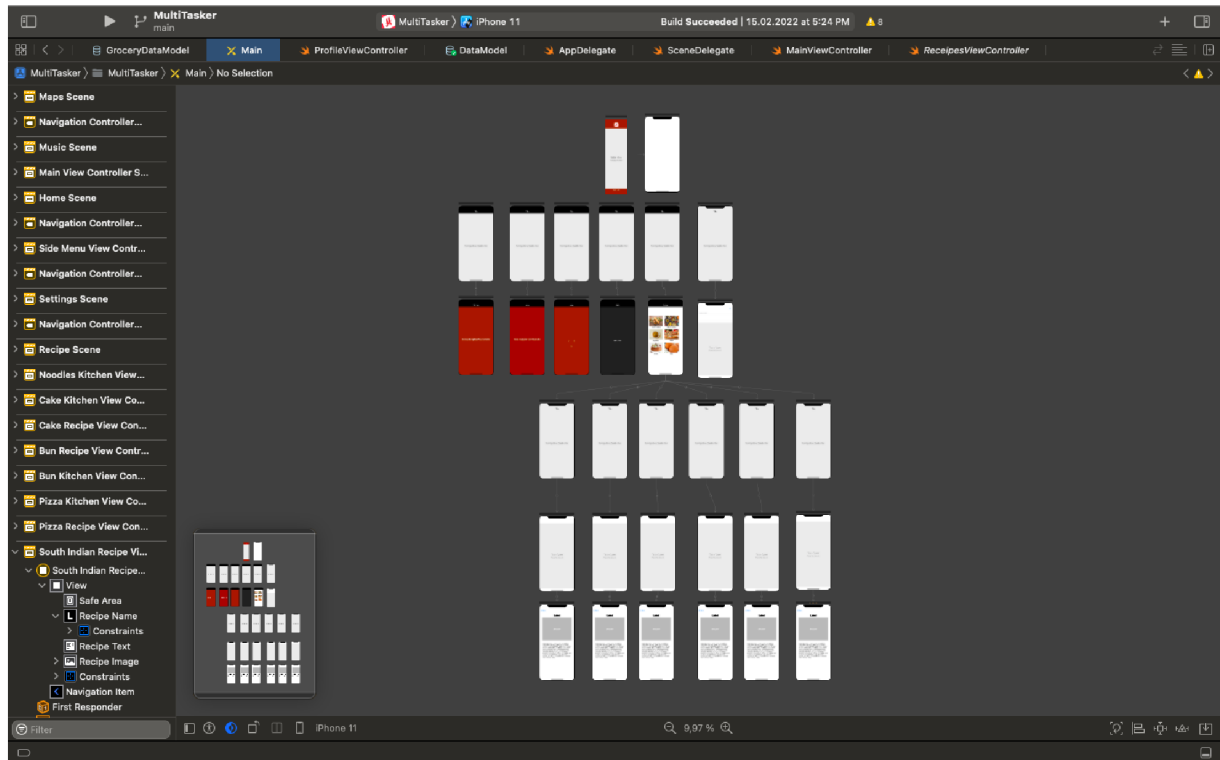 MultiTasker
main
MultiTasker 〉 iPhone 11
Build Succeeded | 15.02.2022 at 5:24 PM
8
GroceryDataModel
Main
ProfileViewController
DataModel
AppDelegate
SceneDelegate
MainViewController
ReceipesViewController
MultiTasker 〉 MultiTasker 〉 Main 〉 No Selection
Maps Scene
Navigation Controller...
Music Scene
Main View Controller S...
Home Scene
Navigation Controller...
Side Menu View Contr...
Navigation Controller...
Settings Scene
Navigation Controller...
Recipe Scene
Noodles Kitchen View...
Cake Kitchen View Co...
Cake Recipe View Con...
Bun Recipe View Contr...
Bun Kitchen View Con...
Pizza Kitchen View Co...
Pizza Recipe View Con...
South Indian Recipe Vi...
South Indian Recipe...
View
Safe Area
L Recipe Name
Constraints
Recipe Text
Recipe Image
Constraints
Navigation Item
First Responder
Filter
iPhone 11
9,97 %